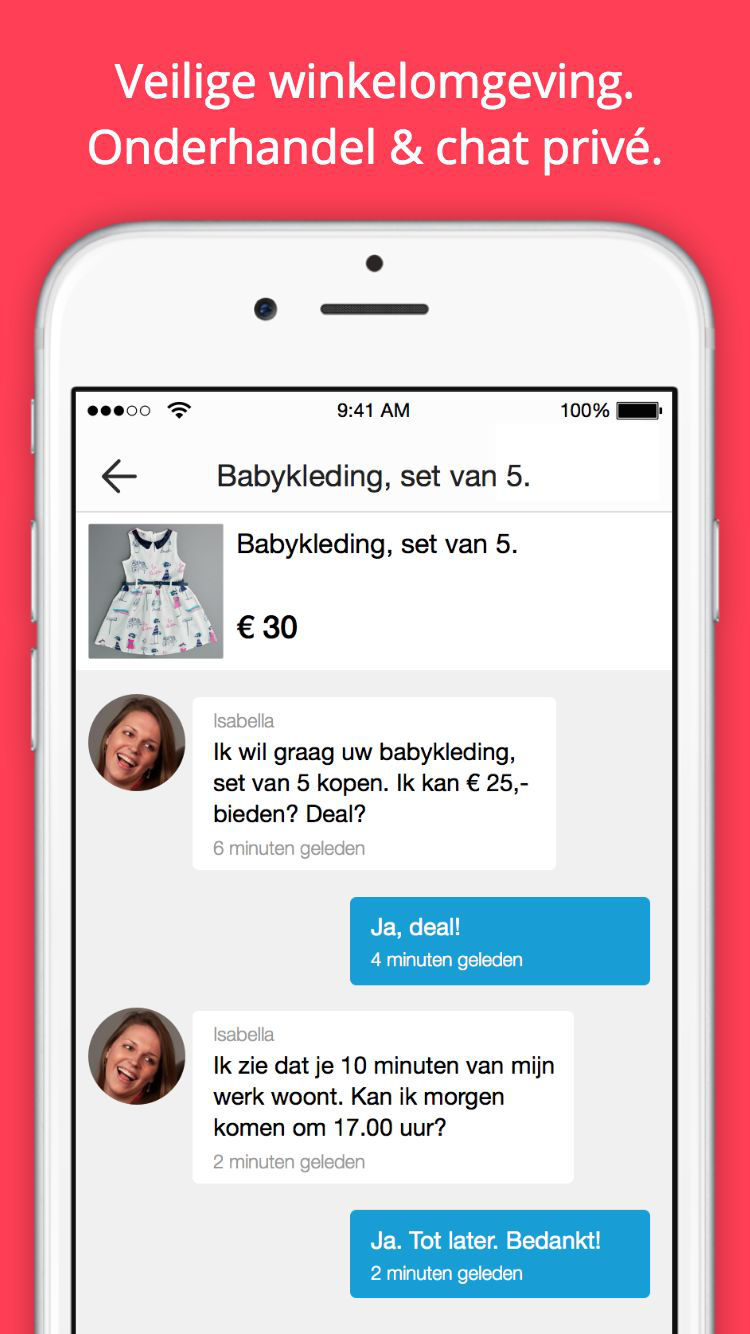 Veilige winkelomgeving.
Onderhandel & chat privé.
9:41 AM
100%
Babykleding, set van 5.
Babykleding, set van 5.
€ 30
Isabella
Ik wil graag uw babykleding,
set van 5 kopen. Ik kan € 25,-
bieden? Deal?
6 minuten geleden
Ja, deal!
4 minuten geleden
Isabella
Ik zie dat je 10 minuten van mijn
werk woont. Kan ik morgen
komen om 17.00 uur?
2 minuten geleden
Ja. Tot later. Bedankt!
2 minuten geleden